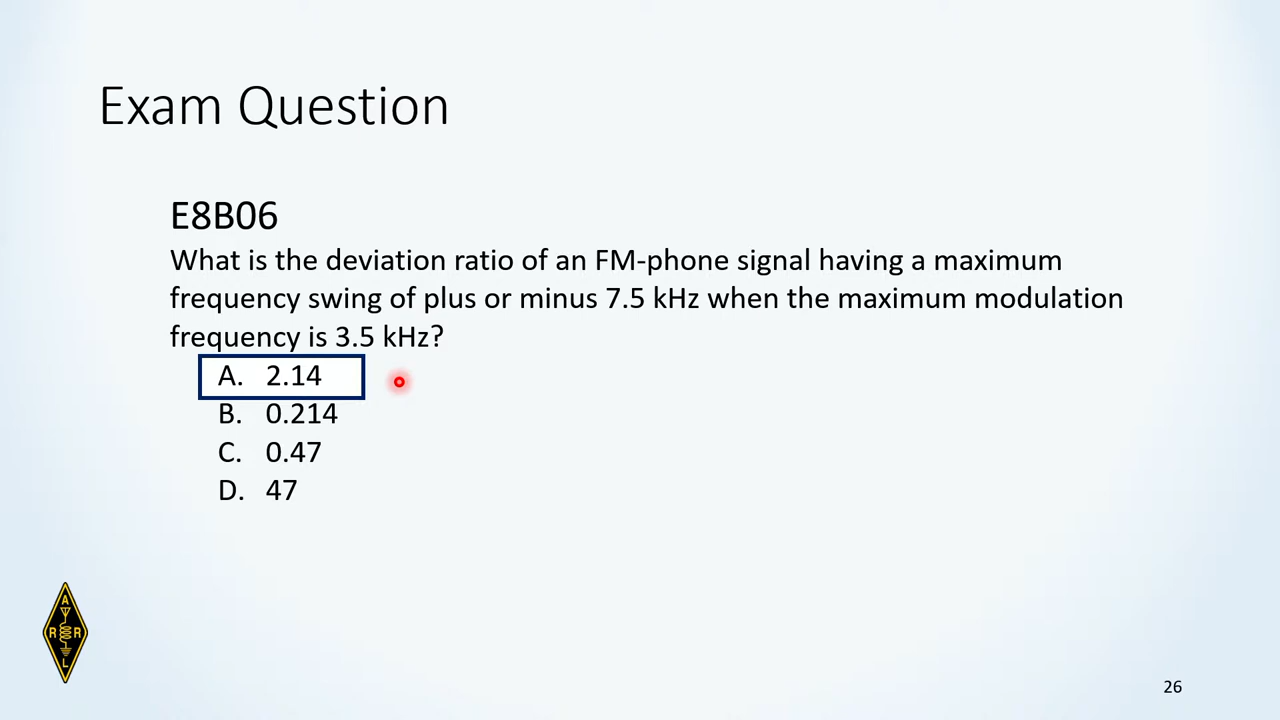 Exam Question
E8B06
What is the deviation ratio of an FM-phone signal having a maximum
frequency swing of plus or minus 7.5 kHz when the maximum modulation
frequency is 3.5 kHz?
A. 2.14
B. 0.214
C. 0.47
D. 47
A
R R
L
26